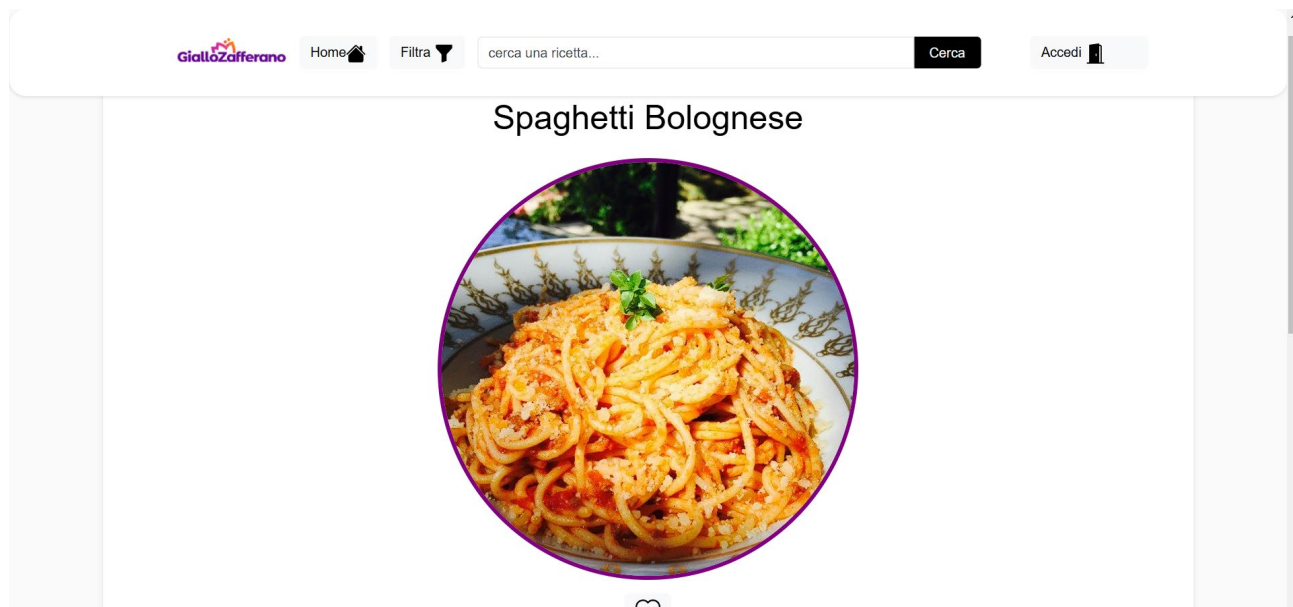 GialloZafferano Home Filtra cerca una ricetta... Cerca Accedi
Spaghetti Bolognese